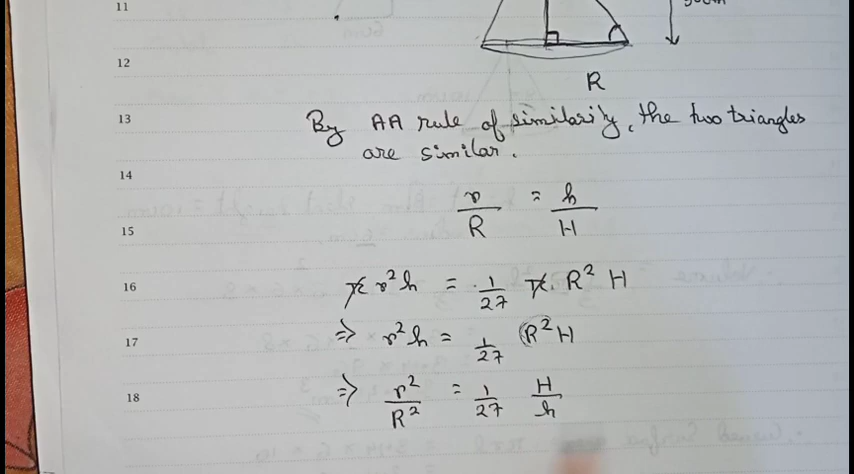 11
12
R
13 By AA rule of similarity, the two triangles
are similar.
14
r/R = h/H
15
16 π r²h = 1/27 π. R² H
17 ⇒ r²h = 1/27 R²H
18 ⇒ r²/R² = 1/27 H/h